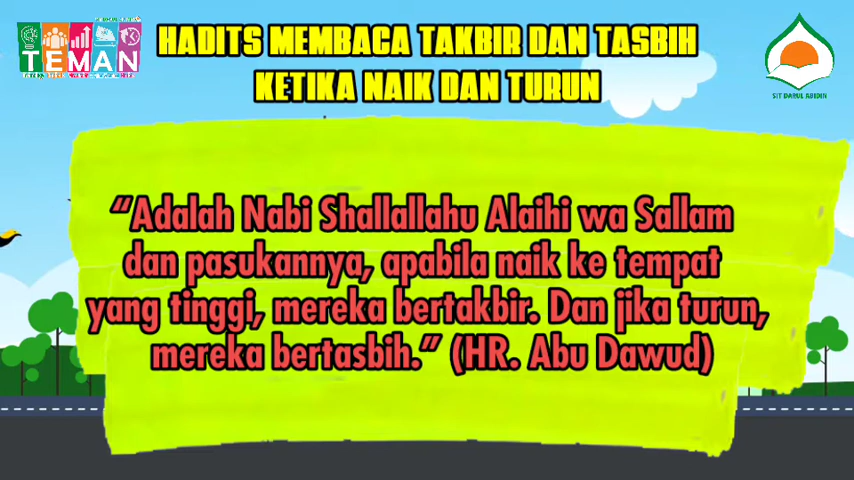 HADITS MEMBACA TAKBIR DAN TASBIH
KETIKA NAIK DAN TURUN
TEMAN
SIT DARUL ABIDIN
“Adalah Nabi Shallallahu Alaihi wa Sallam
dan pasukannya, apabila naik ke tempat
yang tinggi, mereka bertakbir. Dan jika turun,
mereka bertasbih.” (HR. Abu Dawud)